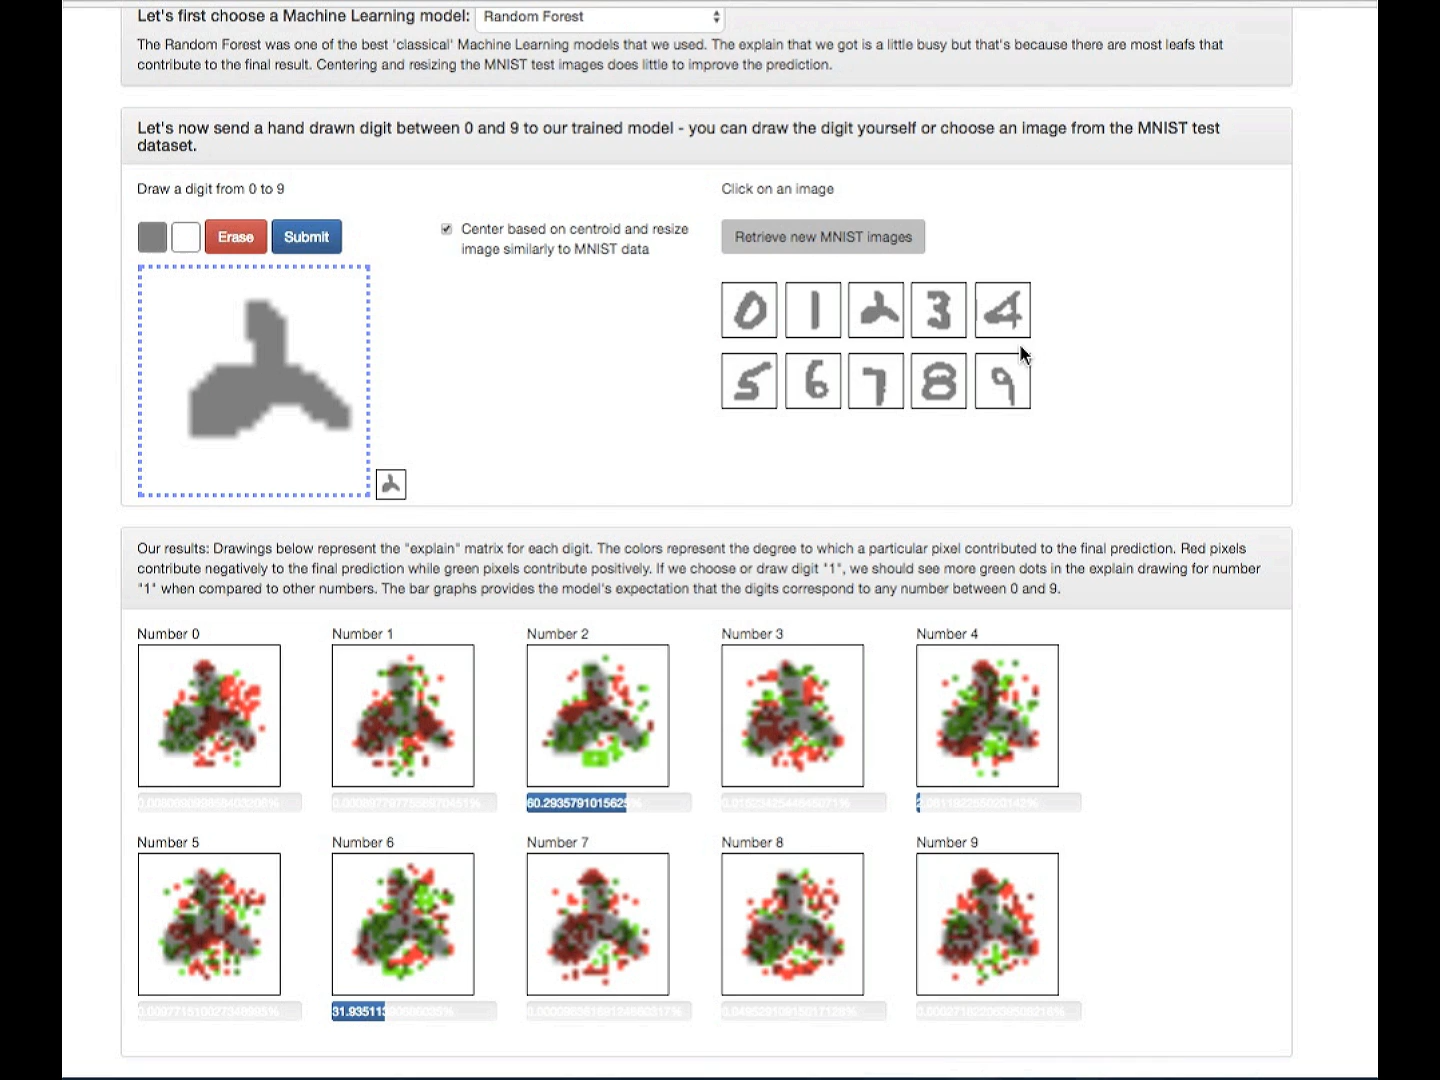 Let's first choose a Machine Learning model: Random Forest
The Random Forest was one of the best 'classical' Machine Learning models that we used. The explain that we got is a little busy but that's because there are most leafs that
contribute to the final result. Centering and resizing the MNIST test images does little to improve the prediction.
Let's now send a hand drawn digit between 0 and 9 to our trained model - you can draw the digit yourself or choose an image from the MNIST test
dataset.
Draw a digit from 0 to 9
Click on an image
Erase Submit
Center based on centroid and resize
image similarly to MNIST data
Retrieve new MNIST images
0 1 2 3 4
5 6 7 8 9
Our results: Drawings below represent the "explain" matrix for each digit. The colors represent the degree to which a particular pixel contributed to the final prediction. Red pixels
contribute negatively to the final prediction while green pixels contribute positively. If we choose or draw digit "1", we should see more green dots in the explain drawing for number
"1" when compared to other numbers. The bar graphs provides the model's expectation that the digits correspond to any number between 0 and 9.
Number 0 Number 1 Number 2 Number 3 Number 4
60.2935791015625%
Number 5 Number 6 Number 7 Number 8 Number 9